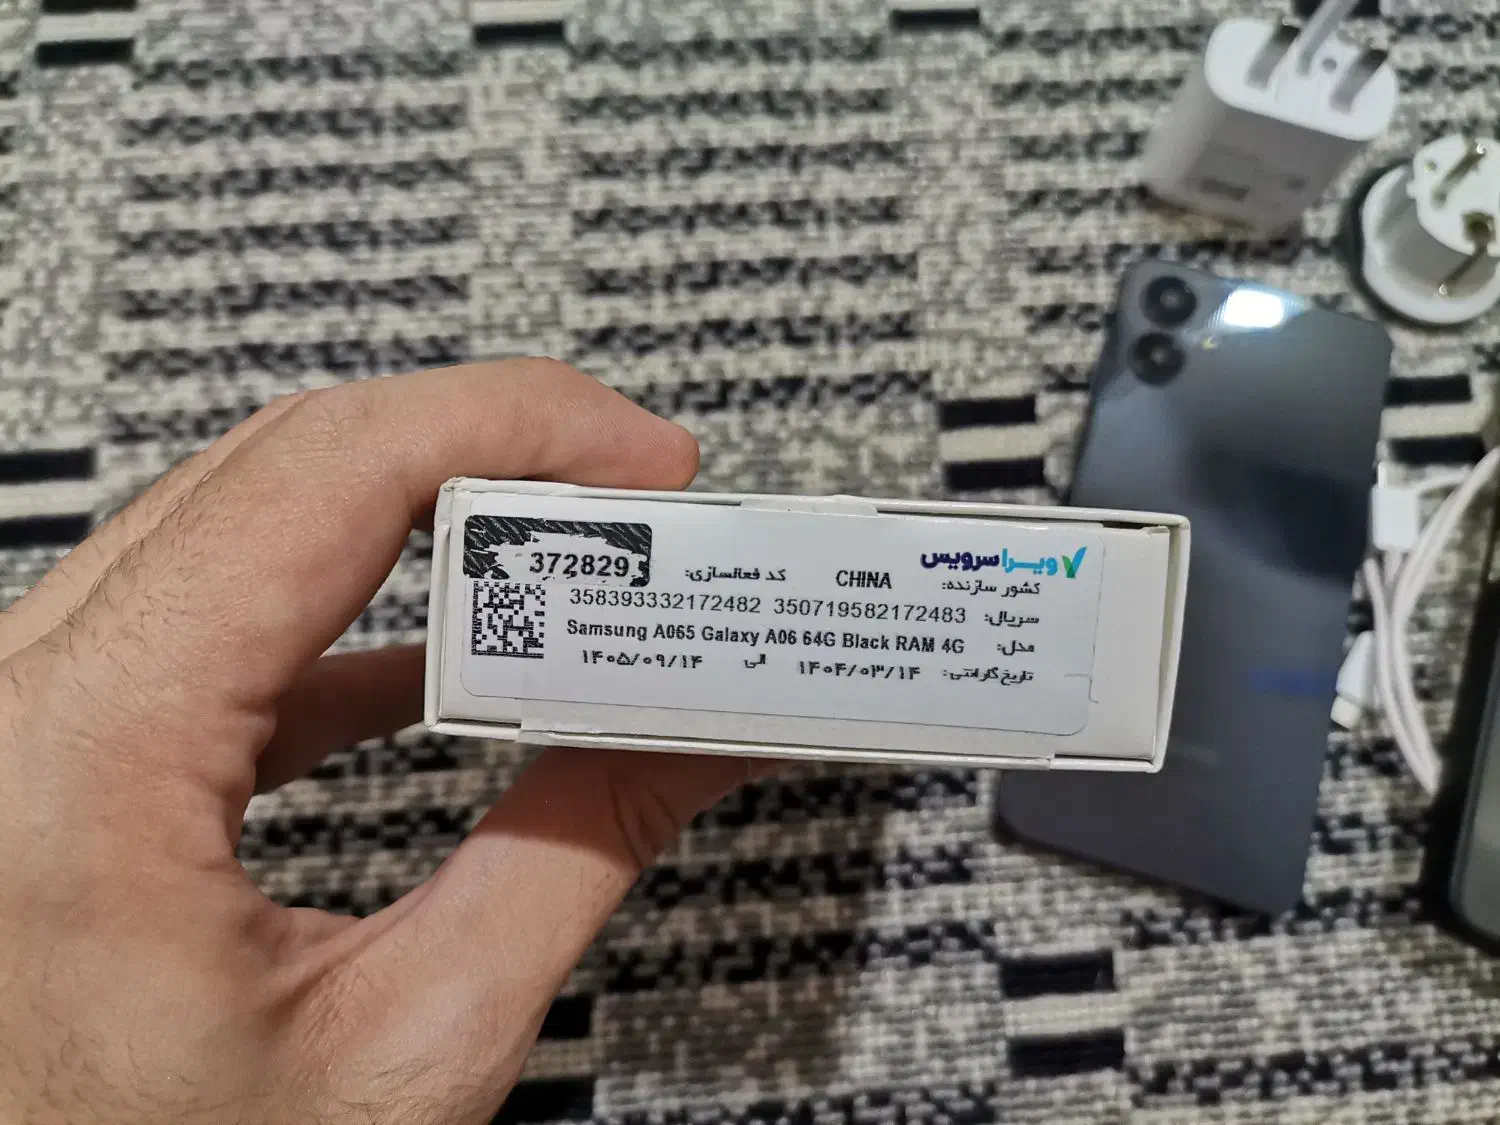 ویرا سرویس
کشور سازنده: CHINA کد فعالسازی: 372829
سریال: 350719582172483 358393332172482
مدل: Samsung A065 Galaxy A06 64G Black RAM 4G
تاریخ گارانتی: ۱۴۰۴/۰۳/۱۴ الی ۱۴۰۵/۰۹/۱۴